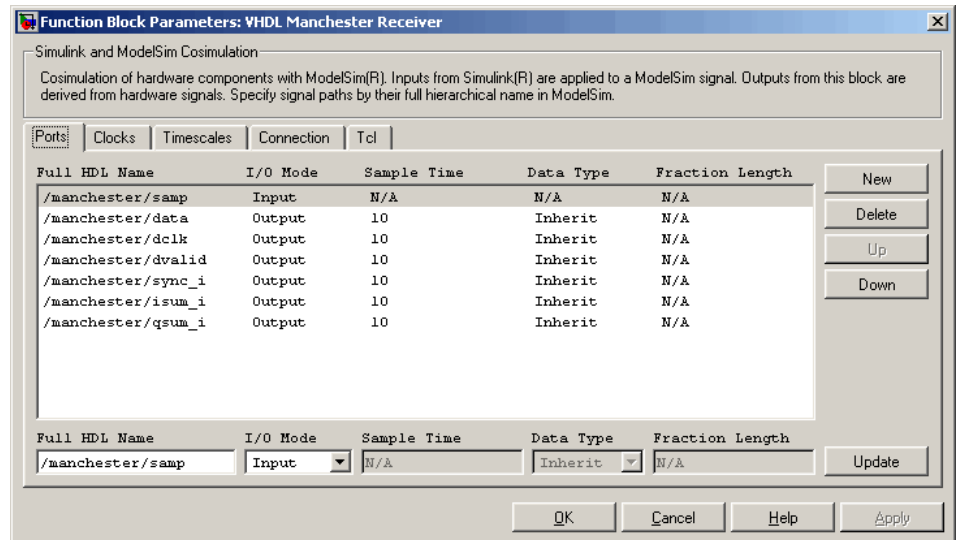 Function Block Parameters: VHDL Manchester Receiver
Simulink and ModelSim Cosimulation
Cosimulation of hardware components with ModelSim(R). Inputs from Simulink(R) are applied to a ModelSim signal. Outputs from this block are
derived from hardware signals. Specify signal paths by their full hierarchical name in ModelSim.
Ports Clocks Timescales Connection Tcl
Full HDL Name I/O Mode Sample Time Data Type Fraction Length
/manchester/samp Input N/A N/A N/A
/manchester/data Output 10 Inherit N/A
/manchester/dclk Output 10 Inherit N/A
/manchester/dvalid Output 10 Inherit N/A
/manchester/sync_i Output 10 Inherit N/A
/manchester/isum_i Output 10 Inherit N/A
/manchester/qsum_i Output 10 Inherit N/A
New
Delete
Up
Down
Full HDL Name I/O Mode Sample Time Data Type Fraction Length
/manchester/samp Input N/A Inherit N/A Update
OK Cancel Help Apply